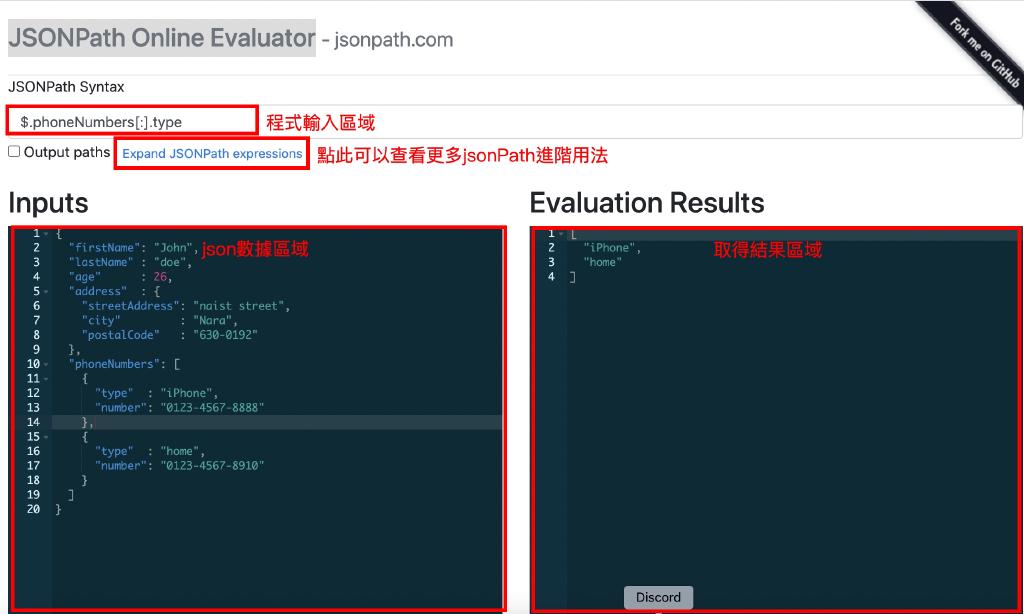 JSONPath Online Evaluator - jsonpath.com
Fork me on GitHub
JSONPath Syntax
$.phoneNumbers[:].type 程式輸入區域
Output paths Expand JSONPath expressions 點此可以查看更多jsonPath進階用法
Inputs
1 {
2 "firstName": "John", json數據區域
3 "lastName" : "doe",
4 "age" : 26,
5 "address" : {
6 "streetAddress": "naist street",
7 "city" : "Nara",
8 "postalCode" : "630-0192"
9 },
10 "phoneNumbers": [
11 {
12 "type" : "iPhone",
13 "number": "0123-4567-8888"
14 },
15 {
16 "type" : "home",
17 "number": "0123-4567-8910"
18 }
19 ]
20 }
Evaluation Results
1 [
2 "iPhone", 取得結果區域
3 "home"
4 ]
Discord